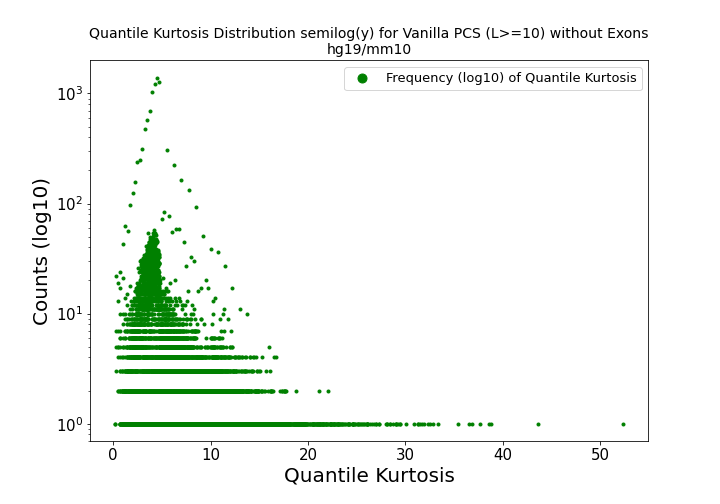 Quantile Kurtosis Distribution semilog(y) for Vanilla PCS (L>=10) without Exons
hg19/mm10
Frequency (log10) of Quantile Kurtosis
Counts (log10)
10³
10²
10¹
10⁰
0 10 20 30 40 50
Quantile Kurtosis